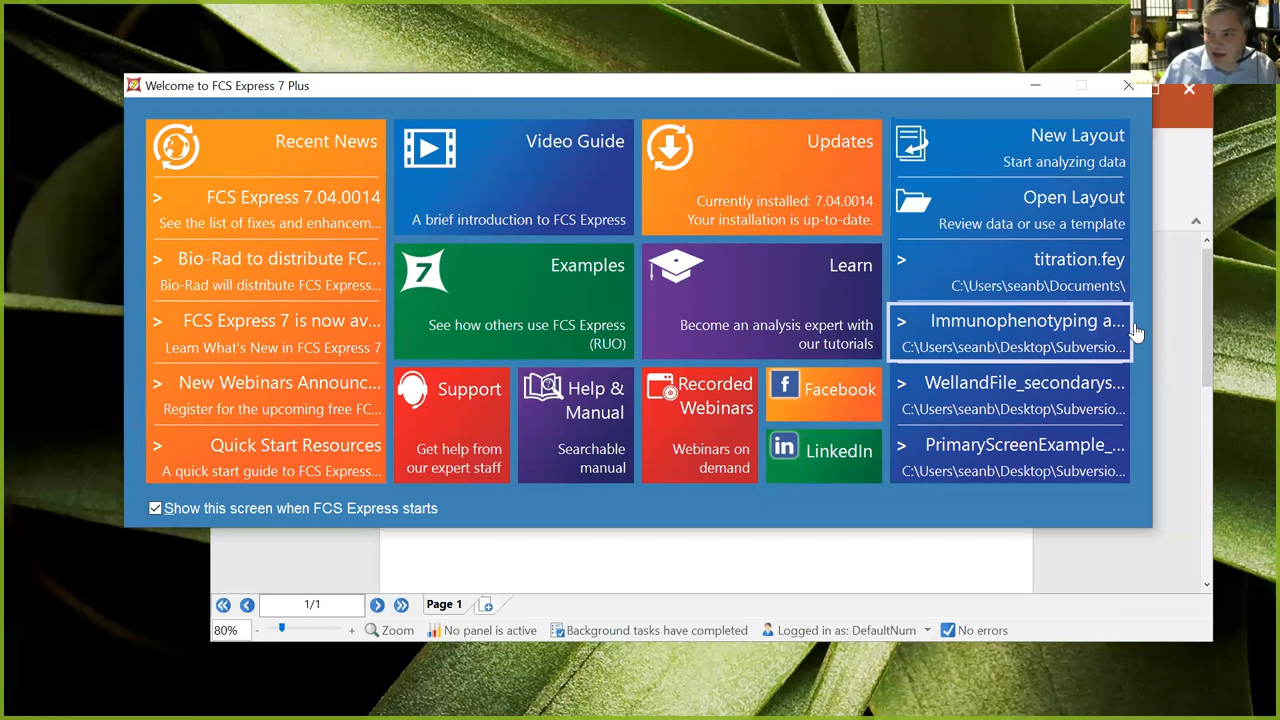 Welcome to FCS Express 7 Plus
Recent News
> FCS Express 7.04.0014
See the list of fixes and enhancem...
> Bio-Rad to distribute FC...
Bio-Rad will distribute FCS Express...
> FCS Express 7 is now av...
Learn What's New in FCS Express 7
> New Webinars Announc...
Register for the upcoming free FC...
> Quick Start Resources
A quick start guide to FCS Express...
Video Guide
A brief introduction to FCS Express
Updates
Currently installed: 7.04.0014
Your installation is up-to-date.
7
Examples
See how others use FCS Express
(RUO)
Learn
Become an analysis expert with
our tutorials
Support
Get help from
our expert staff
Help &
Manual
Searchable
manual
Recorded
Webinars
Webinars on
demand
f Facebook
in LinkedIn
New Layout
Start analyzing data
Open Layout
Review data or use a template
> titration.fey
C:\Users\seanb\Documents\
> Immunophenotyping a...
C:\Users\seanb\Desktop\Subversio...
> WellandFile_secondarys...
C:\Users\seanb\Desktop\Subversio...
> PrimaryScreenExample_...
C:\Users\seanb\Desktop\Subversio...
Show this screen when FCS Express starts
1/1
Page 1
80% - + Zoom No panel is active Background tasks have completed Logged in as: DefaultNum No errors